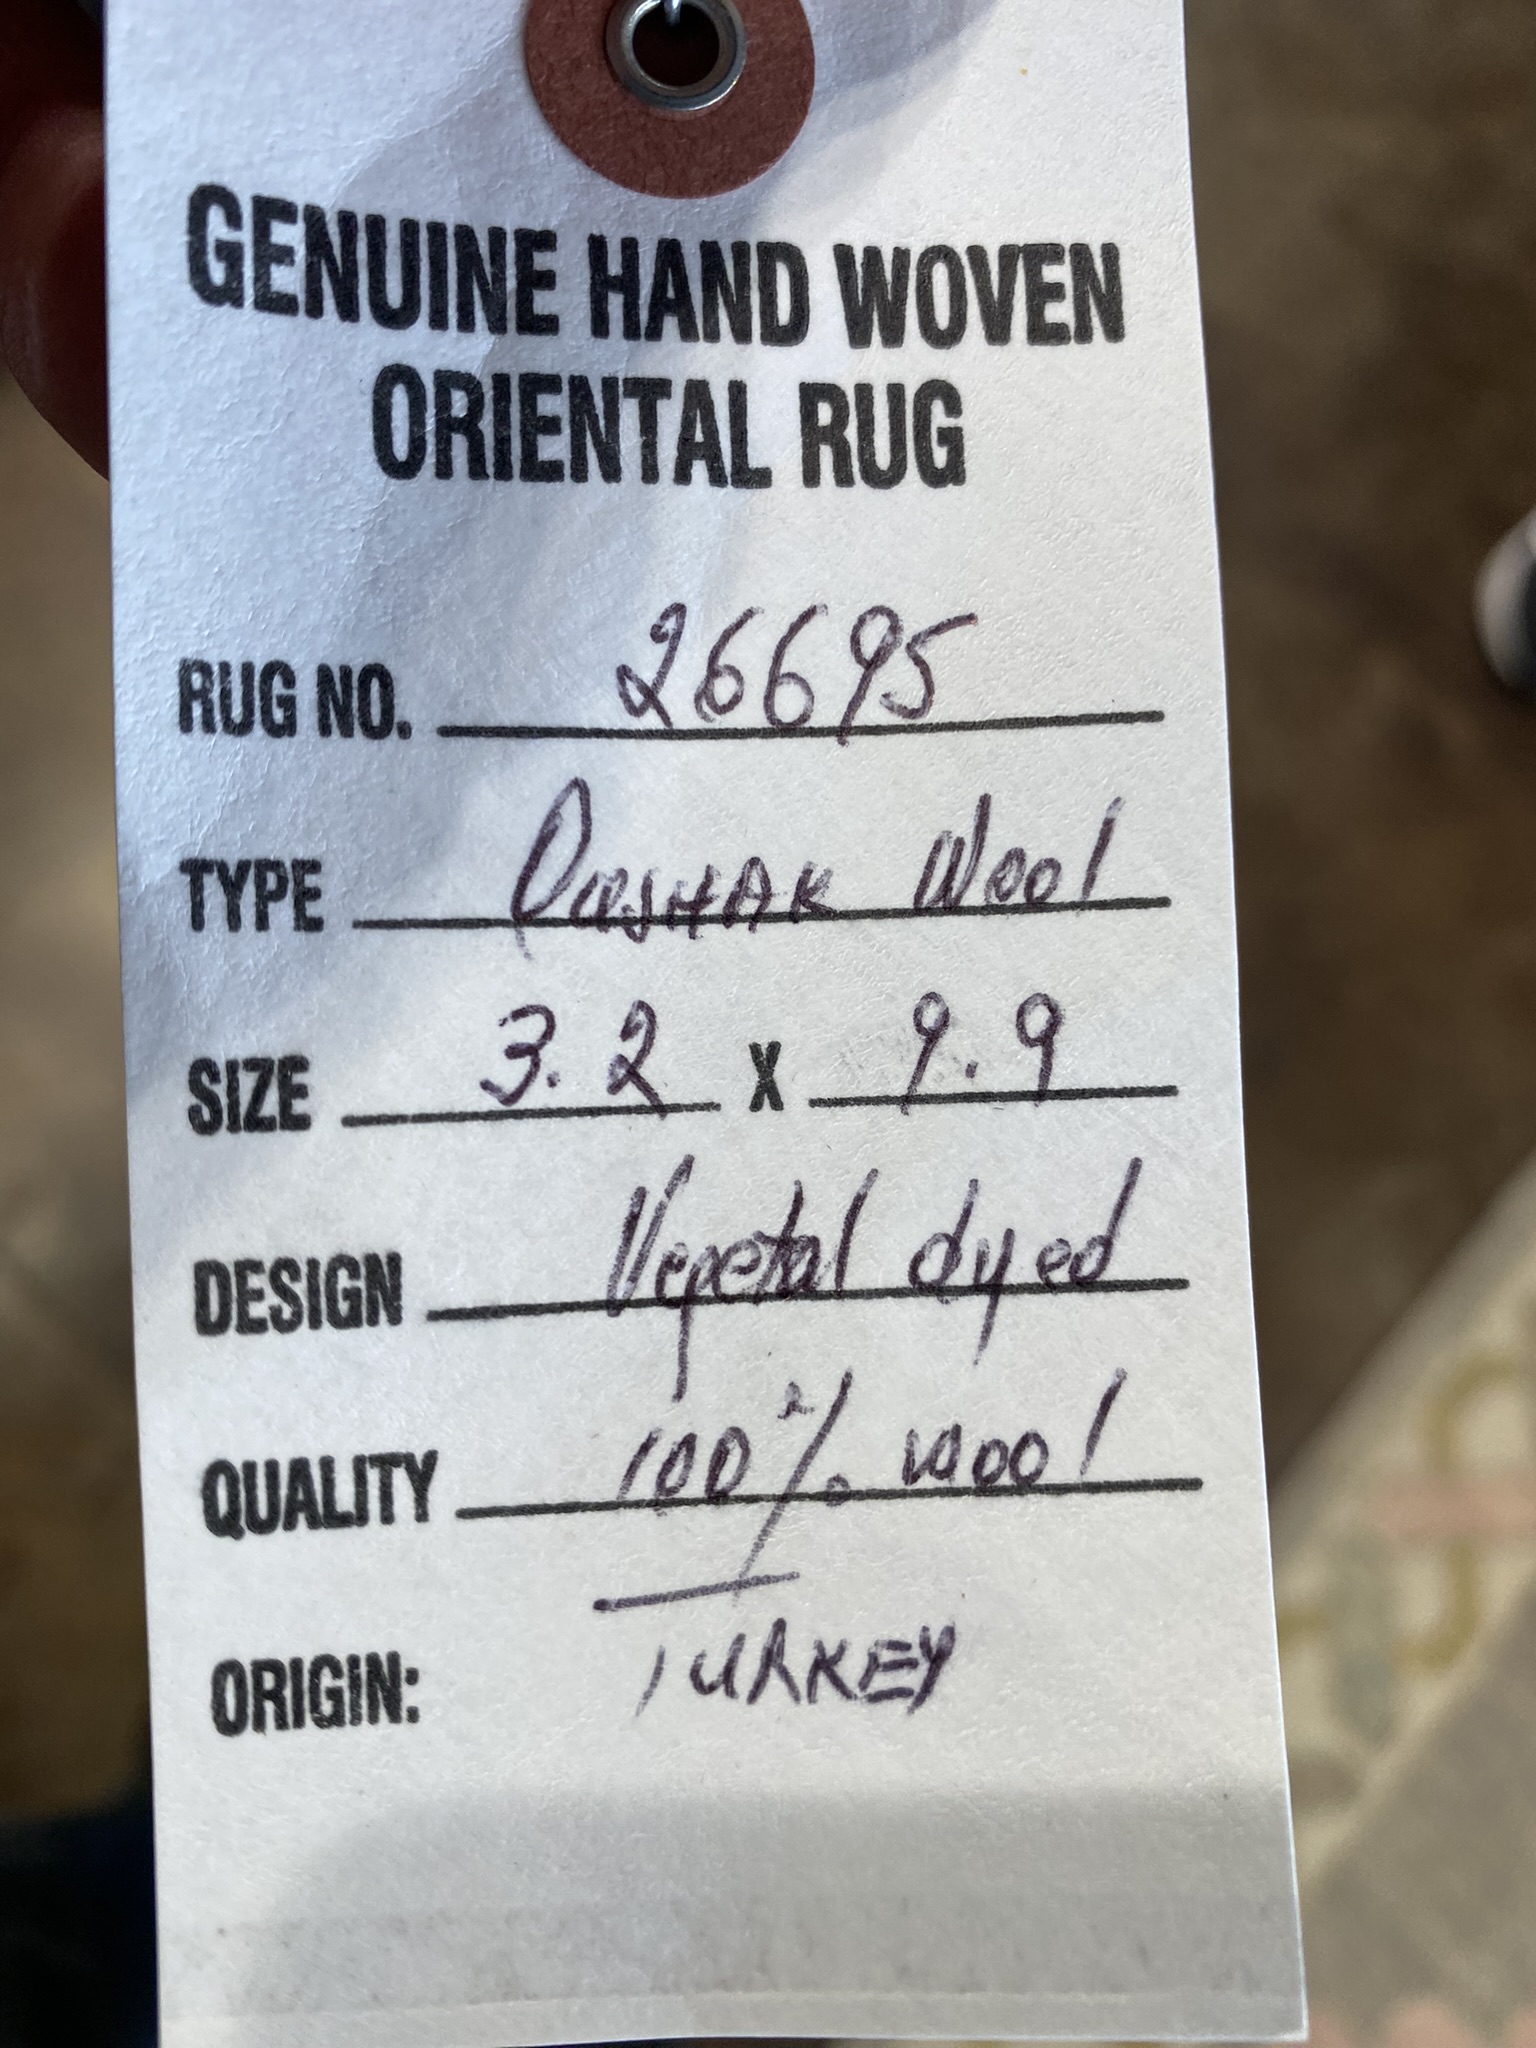 GENUINE HAND WOVEN
ORIENTAL RUG
RUG NO. 26695
TYPE OUSHAK Wool
SIZE 3.2 X 9.9
DESIGN Vegetal dyed
QUALITY 100% wool
ORIGIN: TURKEY